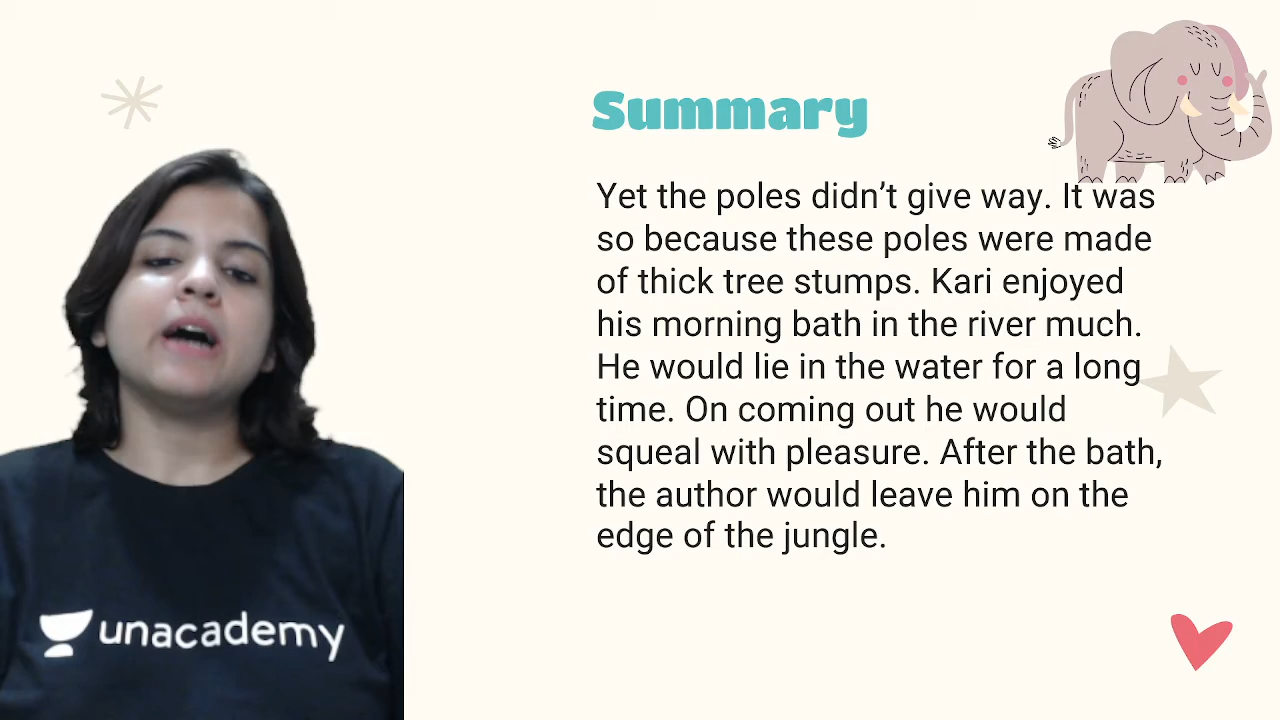 Summary
Yet the poles didn’t give way. It was
so because these poles were made
of thick tree stumps. Kari enjoyed
his morning bath in the river much.
He would lie in the water for a long
time. On coming out he would
squeal with pleasure. After the bath,
the author would leave him on the
edge of the jungle.
unacademy